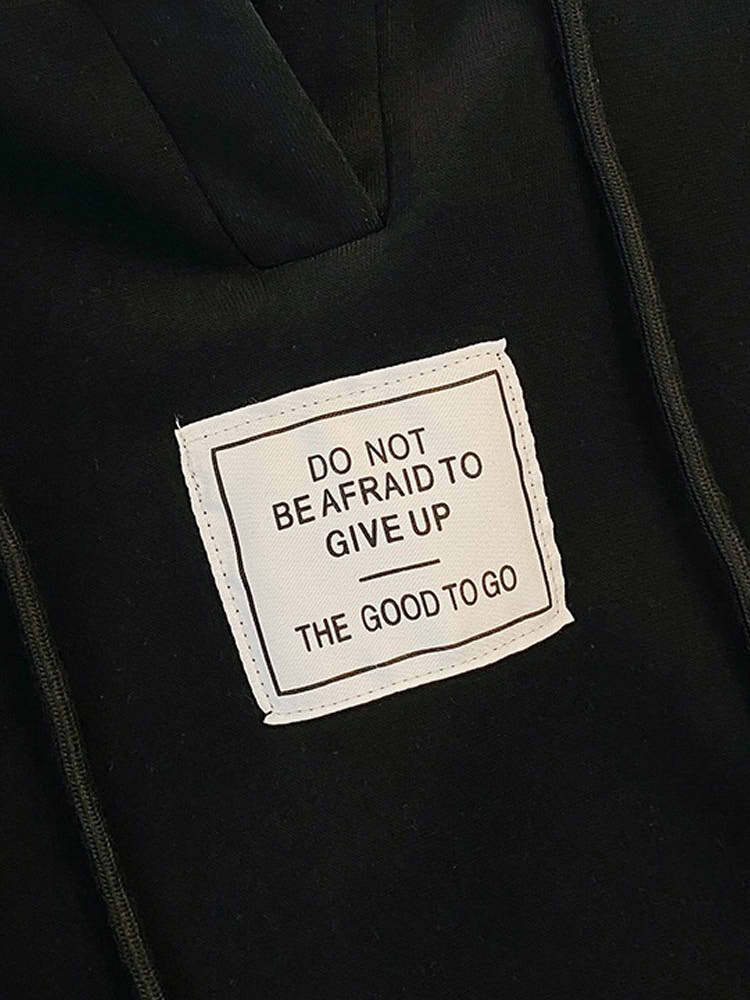 DO NOT
BE AFRAID TO
GIVE UP
THE GOOD TO GO